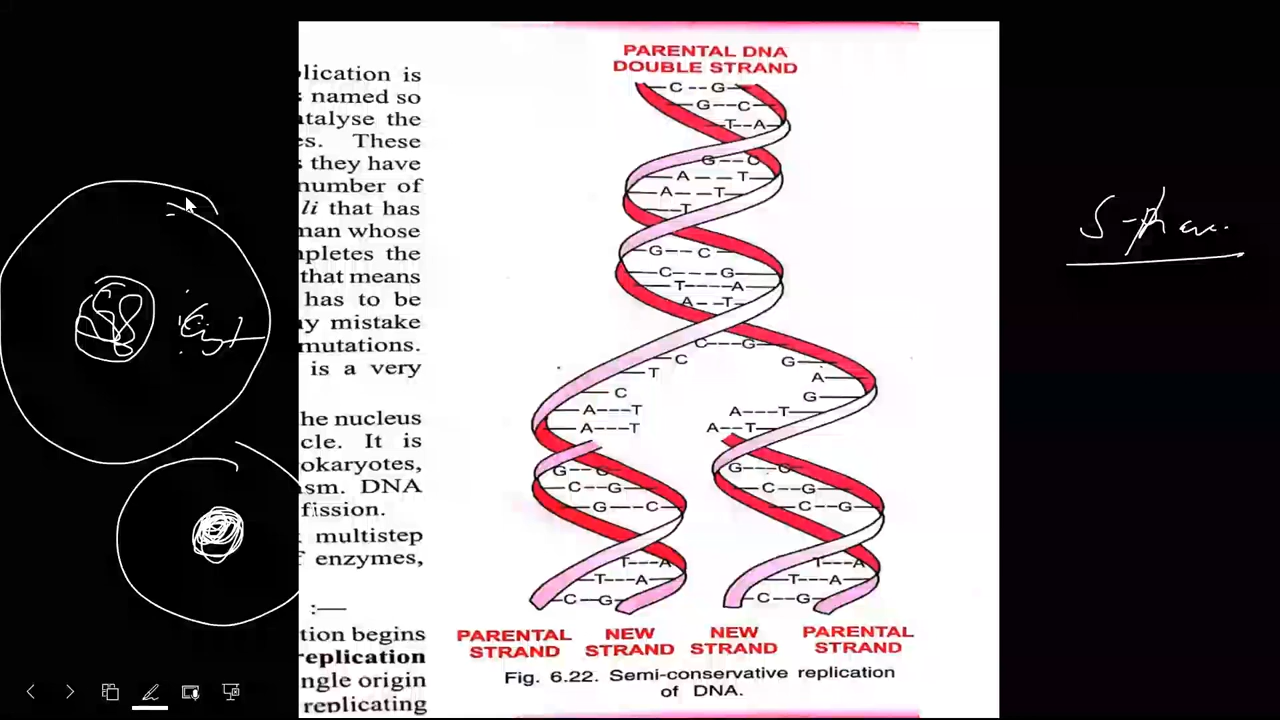 PARENTAL DNA
DOUBLE STRAND
lication is
named so
talyse the
es. These
they have
number of
li that has
man whose
pletes the
that means
has to be
y mistake
mutations.
is a very
he nucleus
cle. It is
okaryotes,
sm. DNA
fission.
multistep
f enzymes,
:—
tion begins
replication
ngle origin
replicating
C--G
G---C
T--A
G---C
A---T
A---T
T
G--C
C---G
T---A
A--T
C---G
C
T
C
A---T
A---T
G
A
G
A---T
A--T
G--C
C--G
G---C
T---A
T---A
C--G
G---C
C--G
C--G
T---A
T---A
C--G
PARENTAL
STRAND
NEW
STRAND
NEW
STRAND
PARENTAL
STRAND
Fig. 6.22. Semi-conservative replication
of DNA.